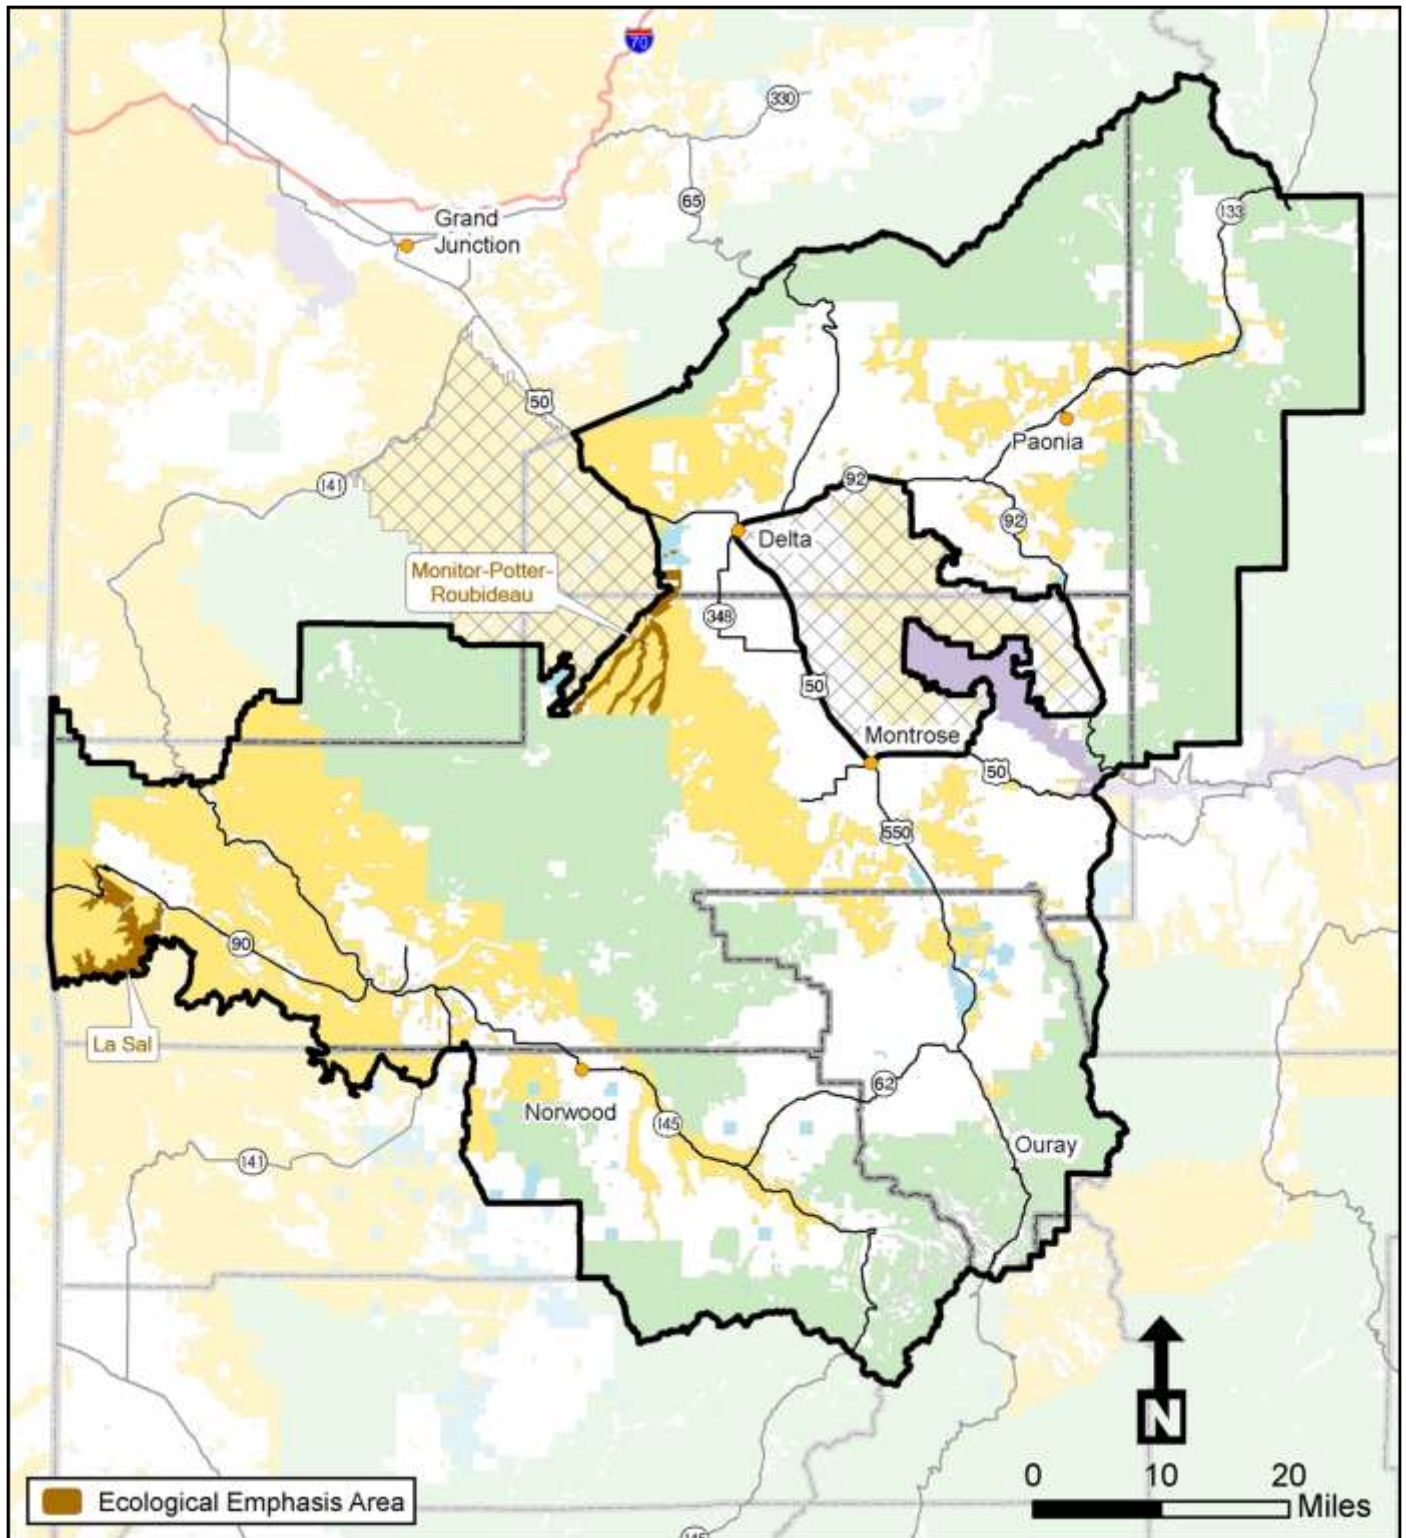 70
330
65
133
Grand
Junction
50
Paonia
141
92
92
Delta
Monitor-Potter-
Roubideau
348
50
Montrose
50
550
90
La Sal
62
Norwood
145
Ouray
141
N
0 10 20
Miles
Ecological Emphasis Area
145